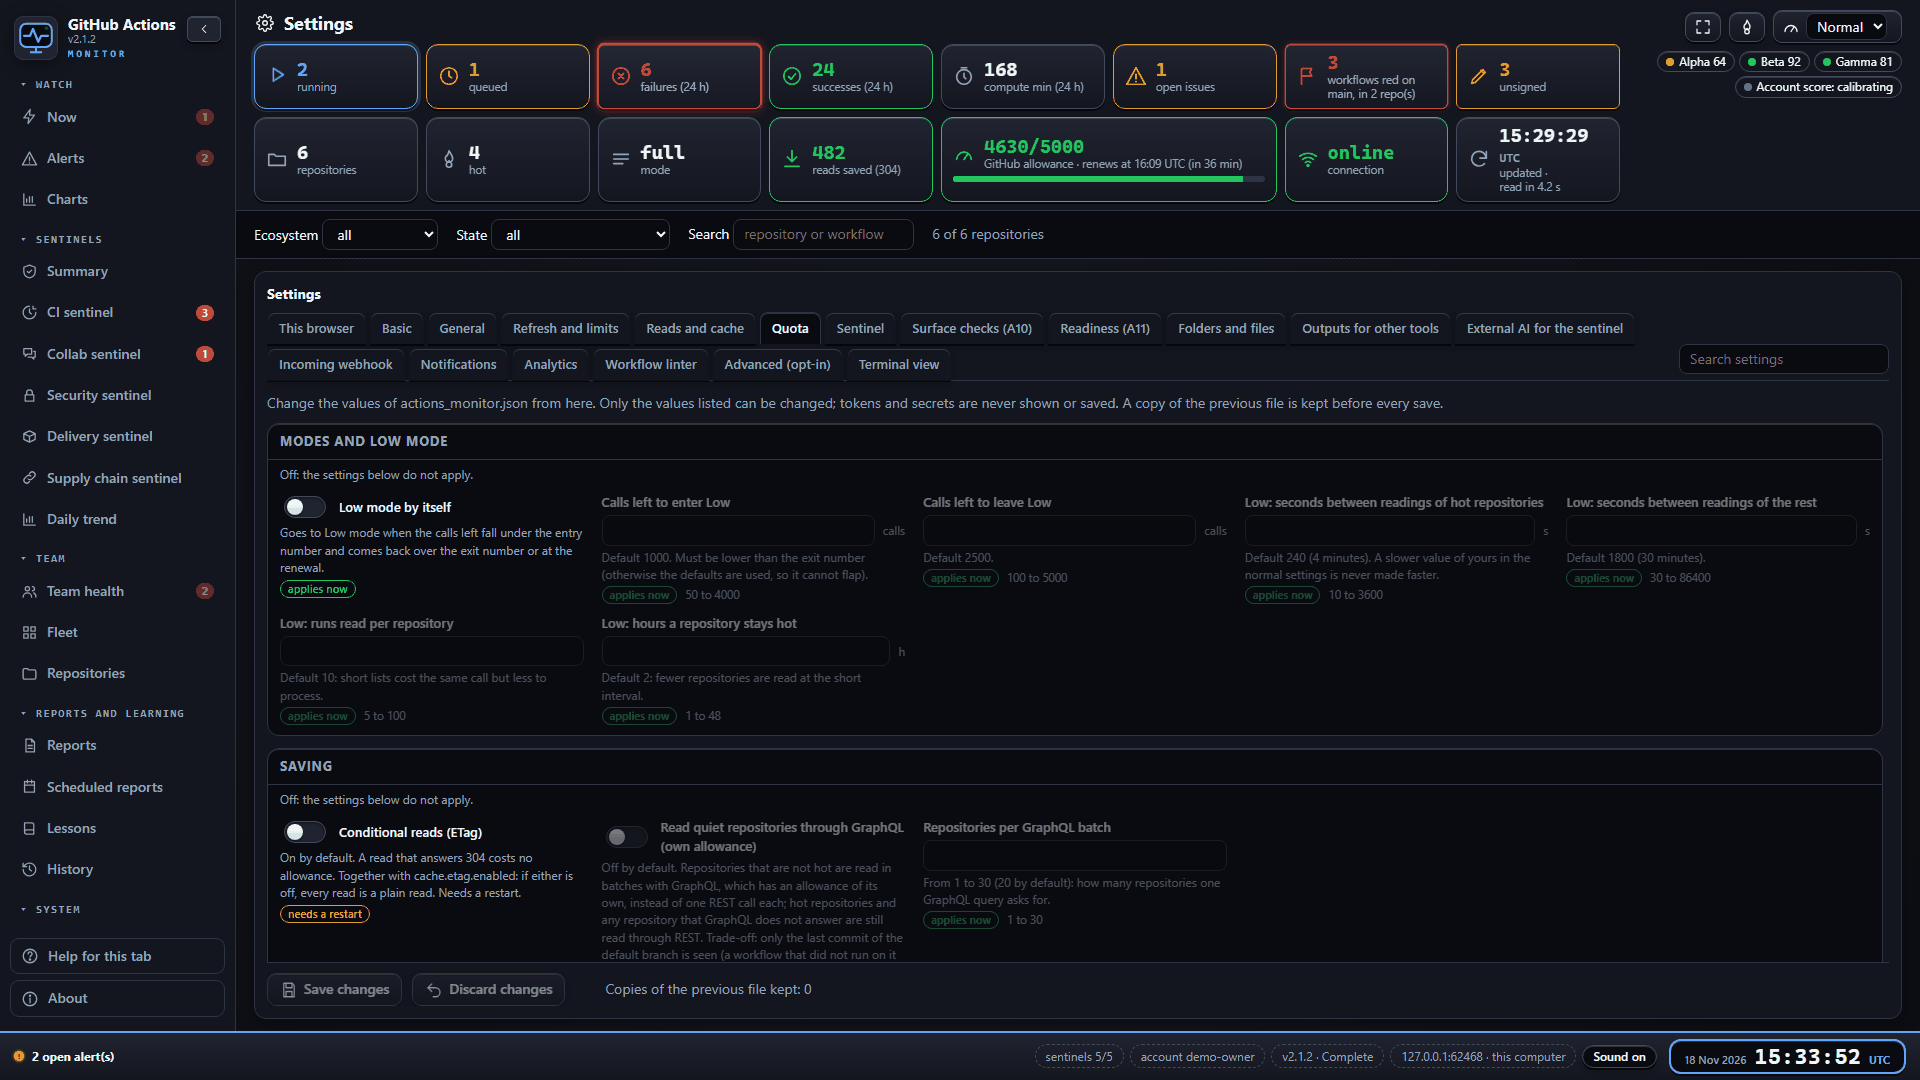 GitHub Actions
v2.1.2
MONITOR
WATCH
Now 1
Alerts 2
Charts
SENTINELS
Summary
CI sentinel 3
Collab sentinel 1
Security sentinel
Delivery sentinel
Supply chain sentinel
Daily trend
TEAM
Team health 2
Fleet
Repositories
REPORTS AND LEARNING
Reports
Scheduled reports
Lessons
History
SYSTEM
Help for this tab
About
Settings
2
running
1
queued
6
failures (24 h)
24
successes (24 h)
168
compute min (24 h)
1
open issues
3
workflows red on
main, in 2 repo(s)
3
unsigned
6
repositories
4
hot
full
mode
482
reads saved (304)
4630/5000
GitHub allowance · renews at 16:09 UTC (in 36 min)
online
connection
15:29:29
UTC
updated ·
read in 4.2 s
Normal
Alpha 64
Beta 92
Gamma 81
Account score: calibrating
Ecosystem all State all Search repository or workflow 6 of 6 repositories
Settings
This browser Basic General Refresh and limits Reads and cache Quota Sentinel Surface checks (A10) Readiness (A11) Folders and files Outputs for other tools External AI for the sentinel
Incoming webhook Notifications Analytics Workflow linter Advanced (opt-in) Terminal view
Search settings
Change the values of actions_monitor.json from here. Only the values listed can be changed; tokens and secrets are never shown or saved. A copy of the previous file is kept before every save.
MODES AND LOW MODE
Off: the settings below do not apply.
Low mode by itself
Goes to Low mode when the calls left fall under the entry
number and comes back over the exit number or at the
renewal.
applies now
Calls left to enter Low
calls
Default 1000. Must be lower than the exit number
(otherwise the defaults are used, so it cannot flap).
applies now 50 to 4000
Calls left to leave Low
calls
Default 2500.
applies now 100 to 5000
Low: seconds between readings of hot repositories
s
Default 240 (4 minutes). A slower value of yours in the
normal settings is never made faster.
applies now 10 to 3600
Low: seconds between readings of the rest
s
Default 1800 (30 minutes).
applies now 30 to 86400
Low: runs read per repository
Default 10: short lists cost the same call but less to
process.
applies now 5 to 100
Low: hours a repository stays hot
h
Default 2: fewer repositories are read at the short
interval.
applies now 1 to 48
SAVING
Off: the settings below do not apply.
Conditional reads (ETag)
On by default. A read that answers 304 costs no
allowance. Together with cache.etag.enabled: if either is
off, every read is a plain read. Needs a restart.
needs a restart
Read quiet repositories through GraphQL
(own allowance)
Off by default. Repositories that are not hot are read in
batches with GraphQL, which has an allowance of its
own, instead of one REST call each; hot repositories and
any repository that GraphQL does not answer are still
read through REST. Trade-off: only the last commit of the
default branch is seen (a workflow that did not run on it
Repositories per GraphQL batch
From 1 to 30 (20 by default): how many repositories one
GraphQL query asks for.
applies now 1 to 30
Save changes
Discard changes
Copies of the previous file kept: 0
2 open alert(s)
sentinels 5/5
account demo-owner
v2.1.2 · Complete
127.0.0.1:62468 · this computer
Sound on
18 Nov 2026 15:33:52 UTC